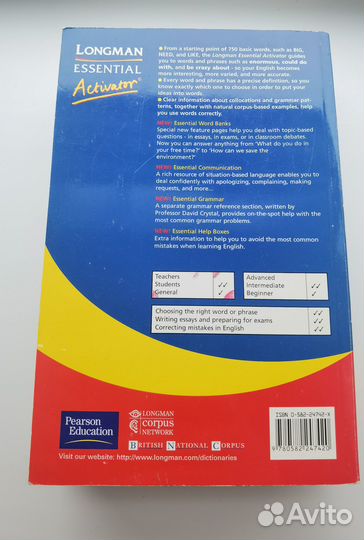 LONGMAN
ESSENTIAL
Activator®
• From a starting point of 750 basic words, such as BIG,
NEED, and LIKE, the Longman Essential Activator guides
you to words and phrases such as enormous, could do
with, and be crazy about - so your English becomes
more interesting, more varied, and more accurate.
• Every word and phrase has a precise definition, so you
know exactly which one to choose in order to put your
ideas into words.
• Clear information about collocations and grammar pat-
terns, together with natural corpus-based examples, help
you use words correctly.
NEW! Essential Word Banks
Special new feature pages help you deal with topic-based
questions - in essays, in exams, or in classroom debates.
Now you can answer anything from 'What do you do in
your free time?' to 'How can we save the
environment?'
NEW! Essential Communication
A rich resource of situation-based language enables you to
deal confidently with apologizing, complaining, making
requests, and more...
NEW! Essential Grammar
A separate grammar reference section, written by
Professor David Crystal, provides on-the-spot help with the
most common grammar problems.
NEW! Essential Help Boxes
Extra information to help you to avoid the most common
mistakes when learning English.
Teachers
Students ✓✓
General ✓
Advanced
Intermediate ✓✓
Beginner ✓
Choosing the right word or phrase ✓✓
Writing essays and preparing for exams ✓✓
Correcting mistakes in English ✓✓
Pearson
Education
LONGMAN
corpus
NETWORK
BRITISH NATIONAL CORPUS
Visit our website; http://www.longman.com/dictionaries
ISBN 0-582-24742-X
9 780582 247420
Avito